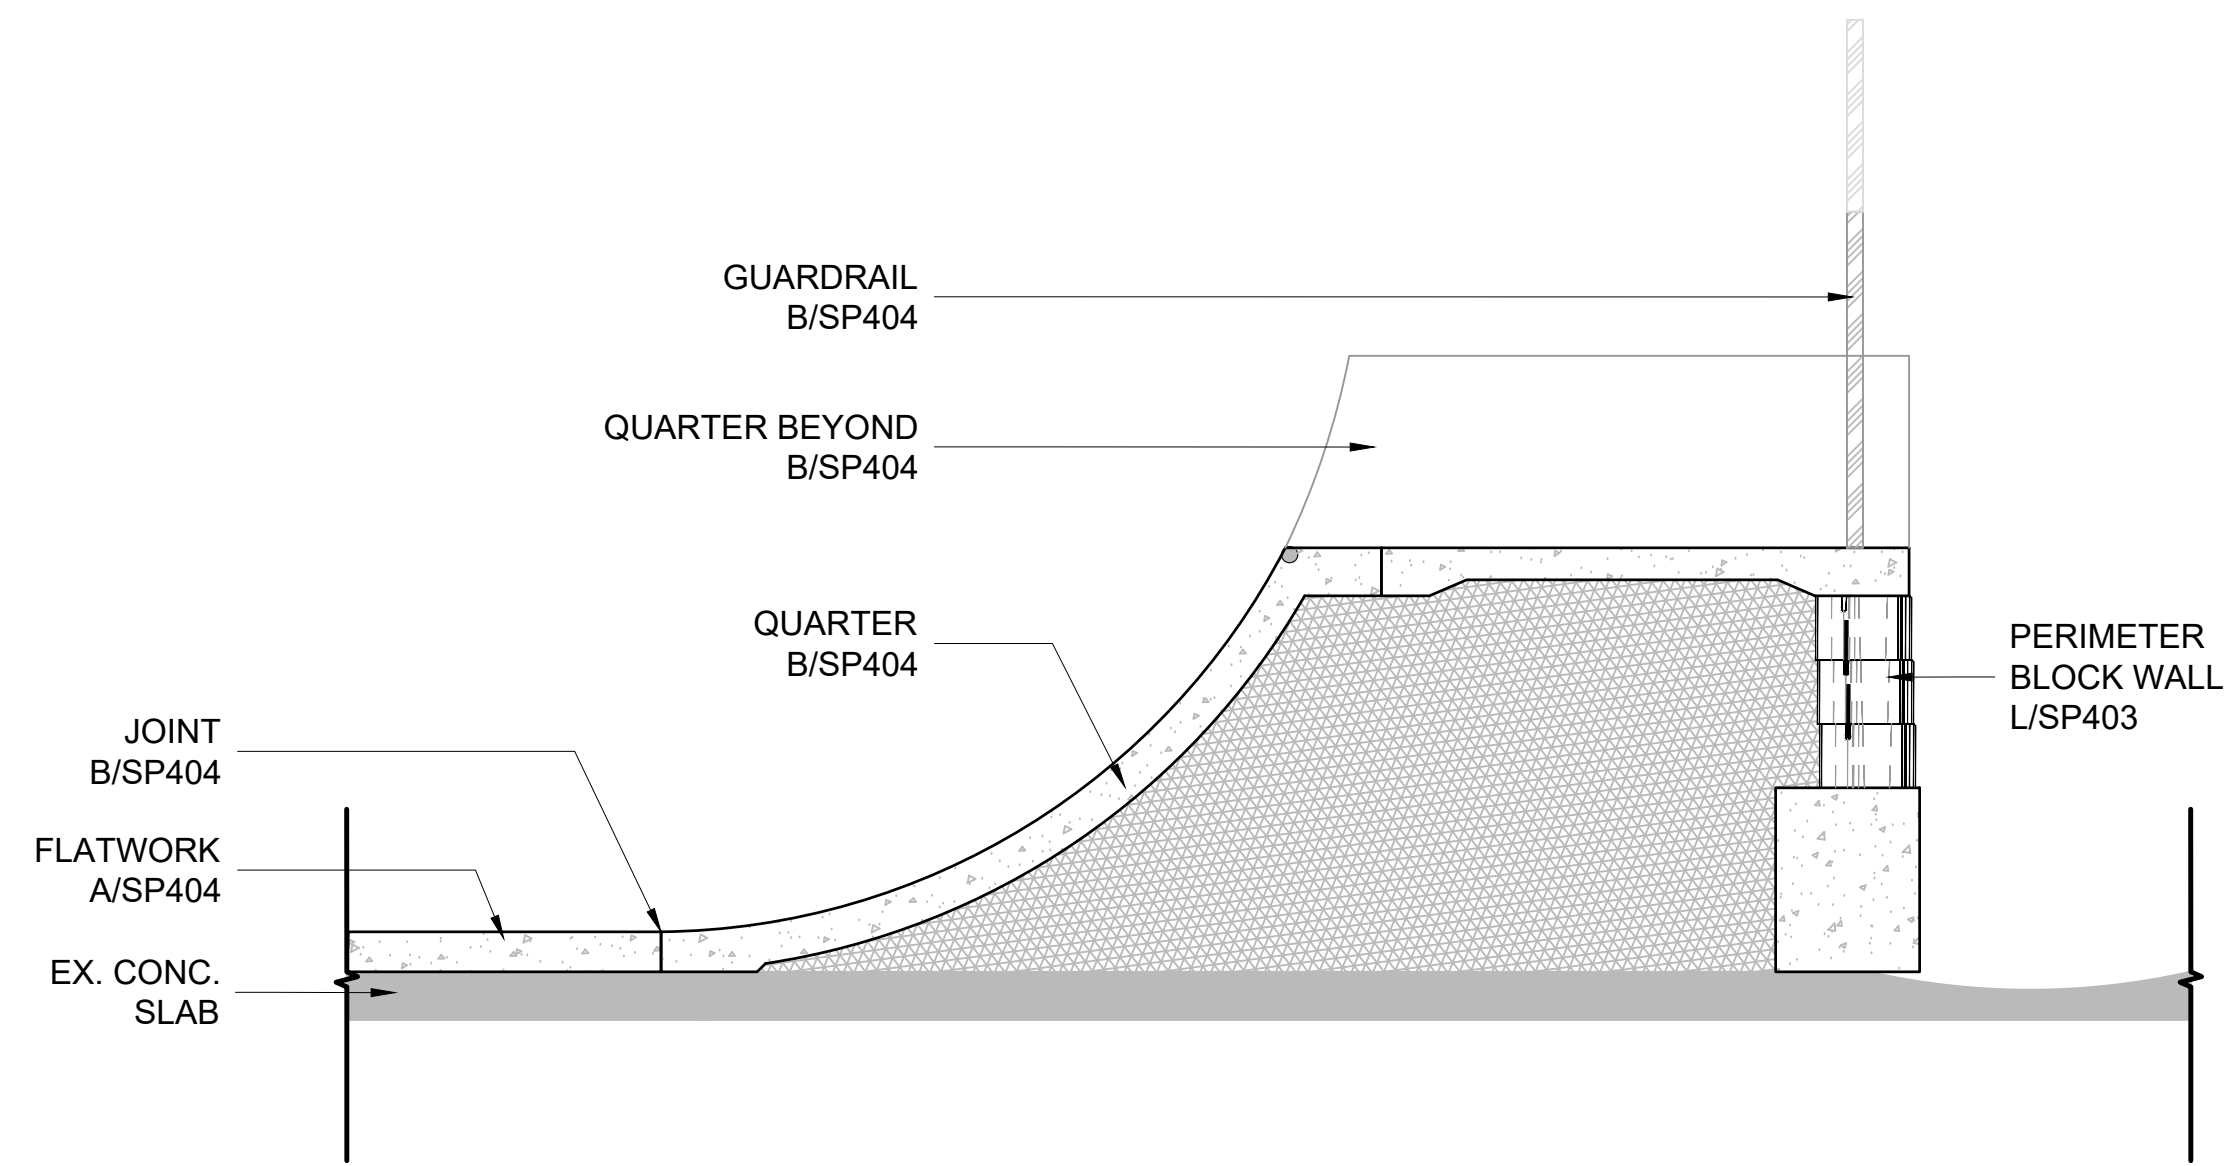 GUARDRAIL
B/SP404
QUARTER BEYOND
B/SP404
QUARTER
B/SP404
PERIMETER
BLOCK WALL
L/SP403
JOINT
B/SP404
FLATWORK
A/SP404
EX. CONC.
SLAB